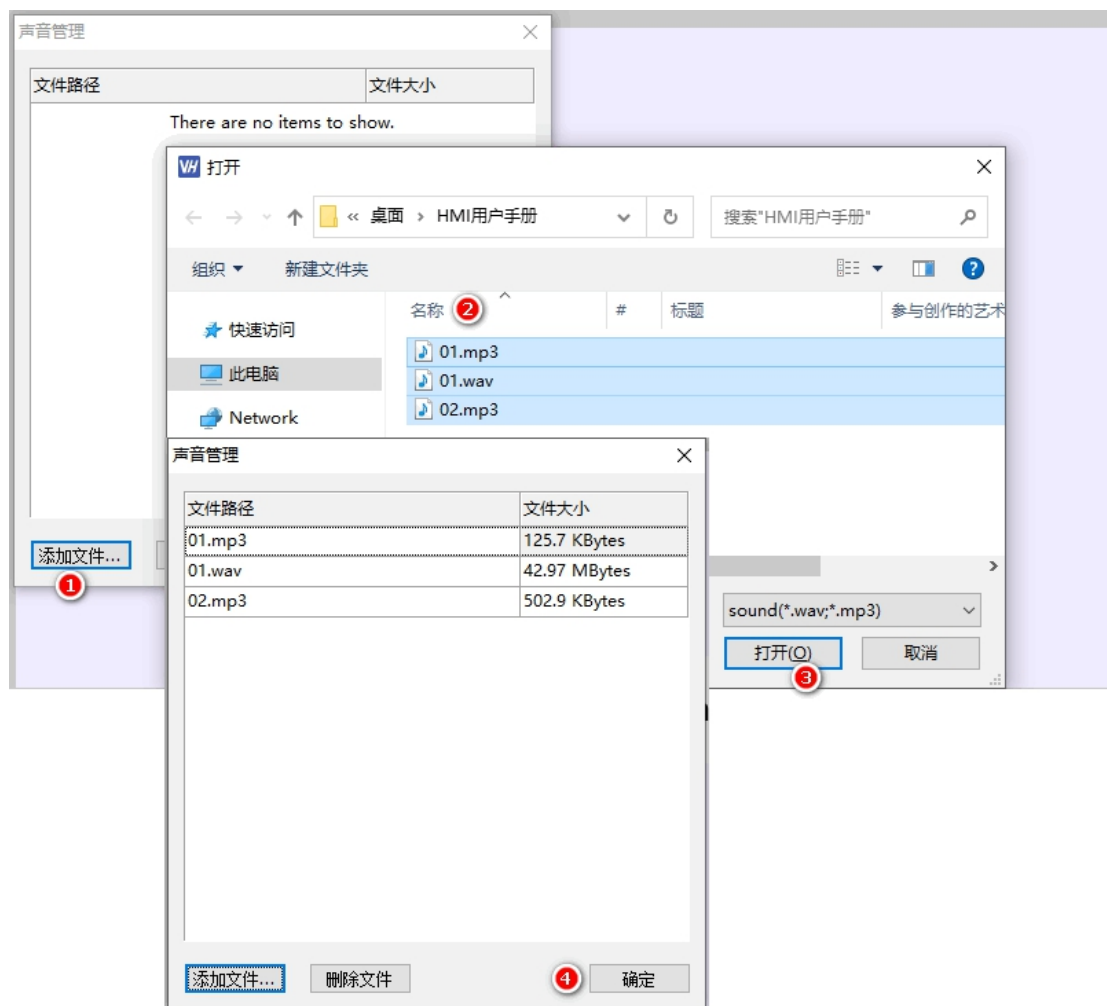 声音管理
文件路径 文件大小
There are no items to show.
VH 打开
« 桌面 › HMI用户手册 搜索"HMI用户手册"
组织 新建文件夹 ?
名称 2 # 标题 参与创作的艺术
快速访问
01.mp3
此电脑
01.wav
Network
02.mp3
声音管理
文件路径 文件大小
01.mp3 125.7 KBytes
01.wav 42.97 MBytes
02.mp3 502.9 KBytes
添加文件...
1
sound(*.wav;*.mp3)
打开(O) 取消
3
添加文件... 删除文件 4 确定